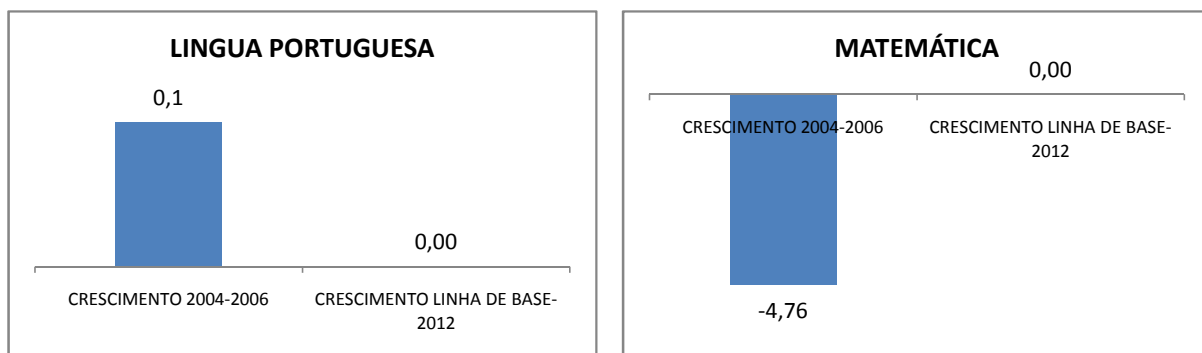 LINGUA PORTUGUESA
0,1
0,00
CRESCIMENTO 2004-2006
CRESCIMENTO LINHA DE BASE-
2012
MATEMÁTICA
0,00
CRESCIMENTO 2004-2006
CRESCIMENTO LINHA DE BASE-
2012
-4,76